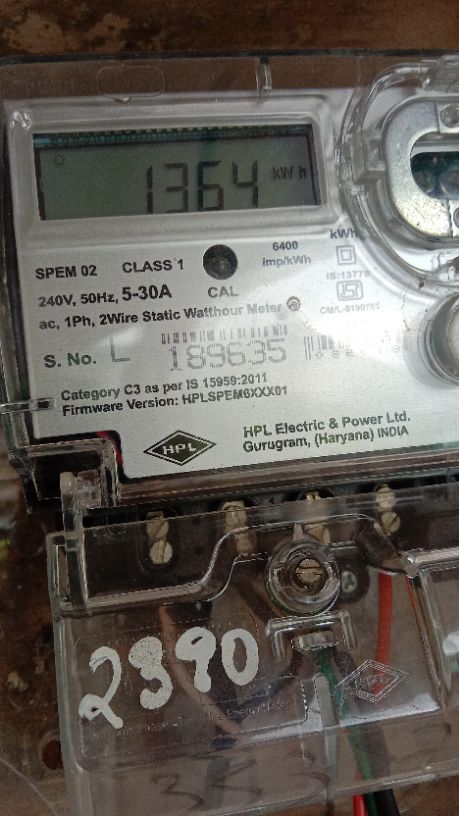 1364 kWh
kWh
6400
imp/kWh
SPEM 02 CLASS 1
IS:13779
240V, 50Hz, 5-30A CAL
ac, 1Ph, 2Wire Static Watthour Meter
S. No. L 189635
Category C3 as per IS 15959:2011
Firmware Version: HPLSPEM6XXX01
HPL
HPL Electric & Power Ltd.
Gurugram, (Haryana) INDIA
2390
353